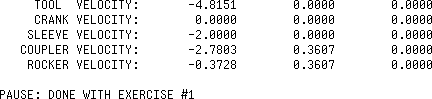 TOOL VELOCITY: -4.8151 0.0000 0.0000
CRANK VELOCITY: 0.0000 0.0000 0.0000
SLEEVE VELOCITY: -2.0000 0.0000 0.0000
COUPLER VELOCITY: -2.7803 0.3607 0.0000
ROCKER VELOCITY: -0.3728 0.3607 0.0000
PAUSE: DONE WITH EXERCISE #1